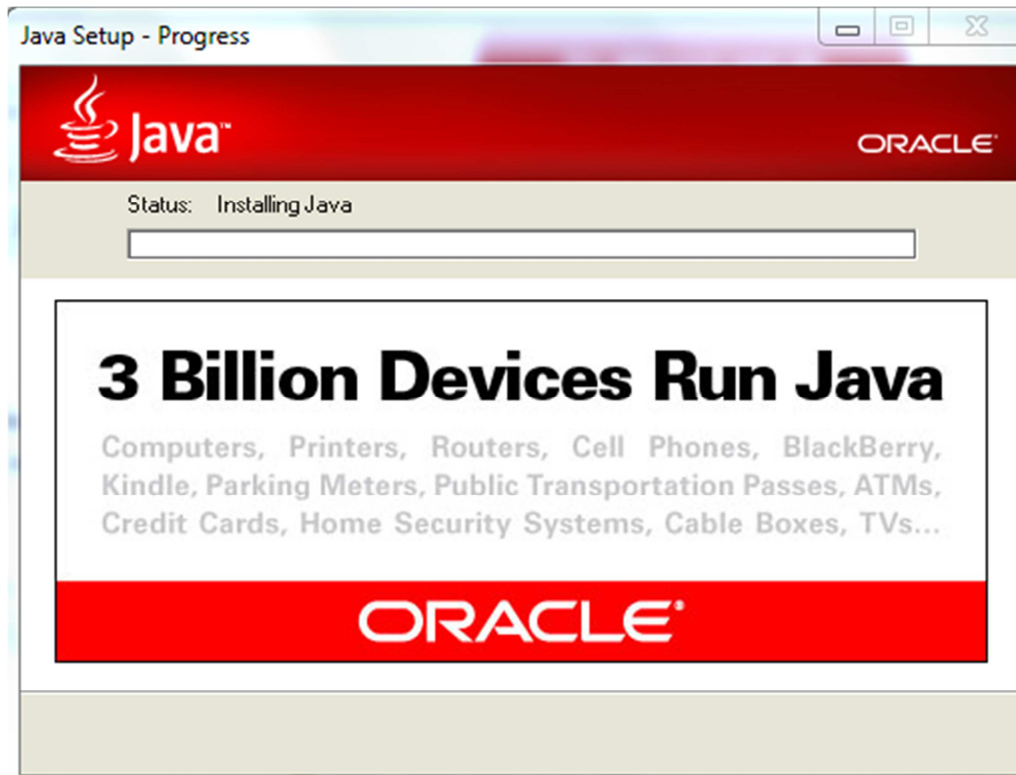 Java Setup - Progress
Java™
ORACLE®
Status: Installing Java
3 Billion Devices Run Java
Computers, Printers, Routers, Cell Phones, BlackBerry,
Kindle, Parking Meters, Public Transportation Passes, ATMs,
Credit Cards, Home Security Systems, Cable Boxes, TVs...
ORACLE®